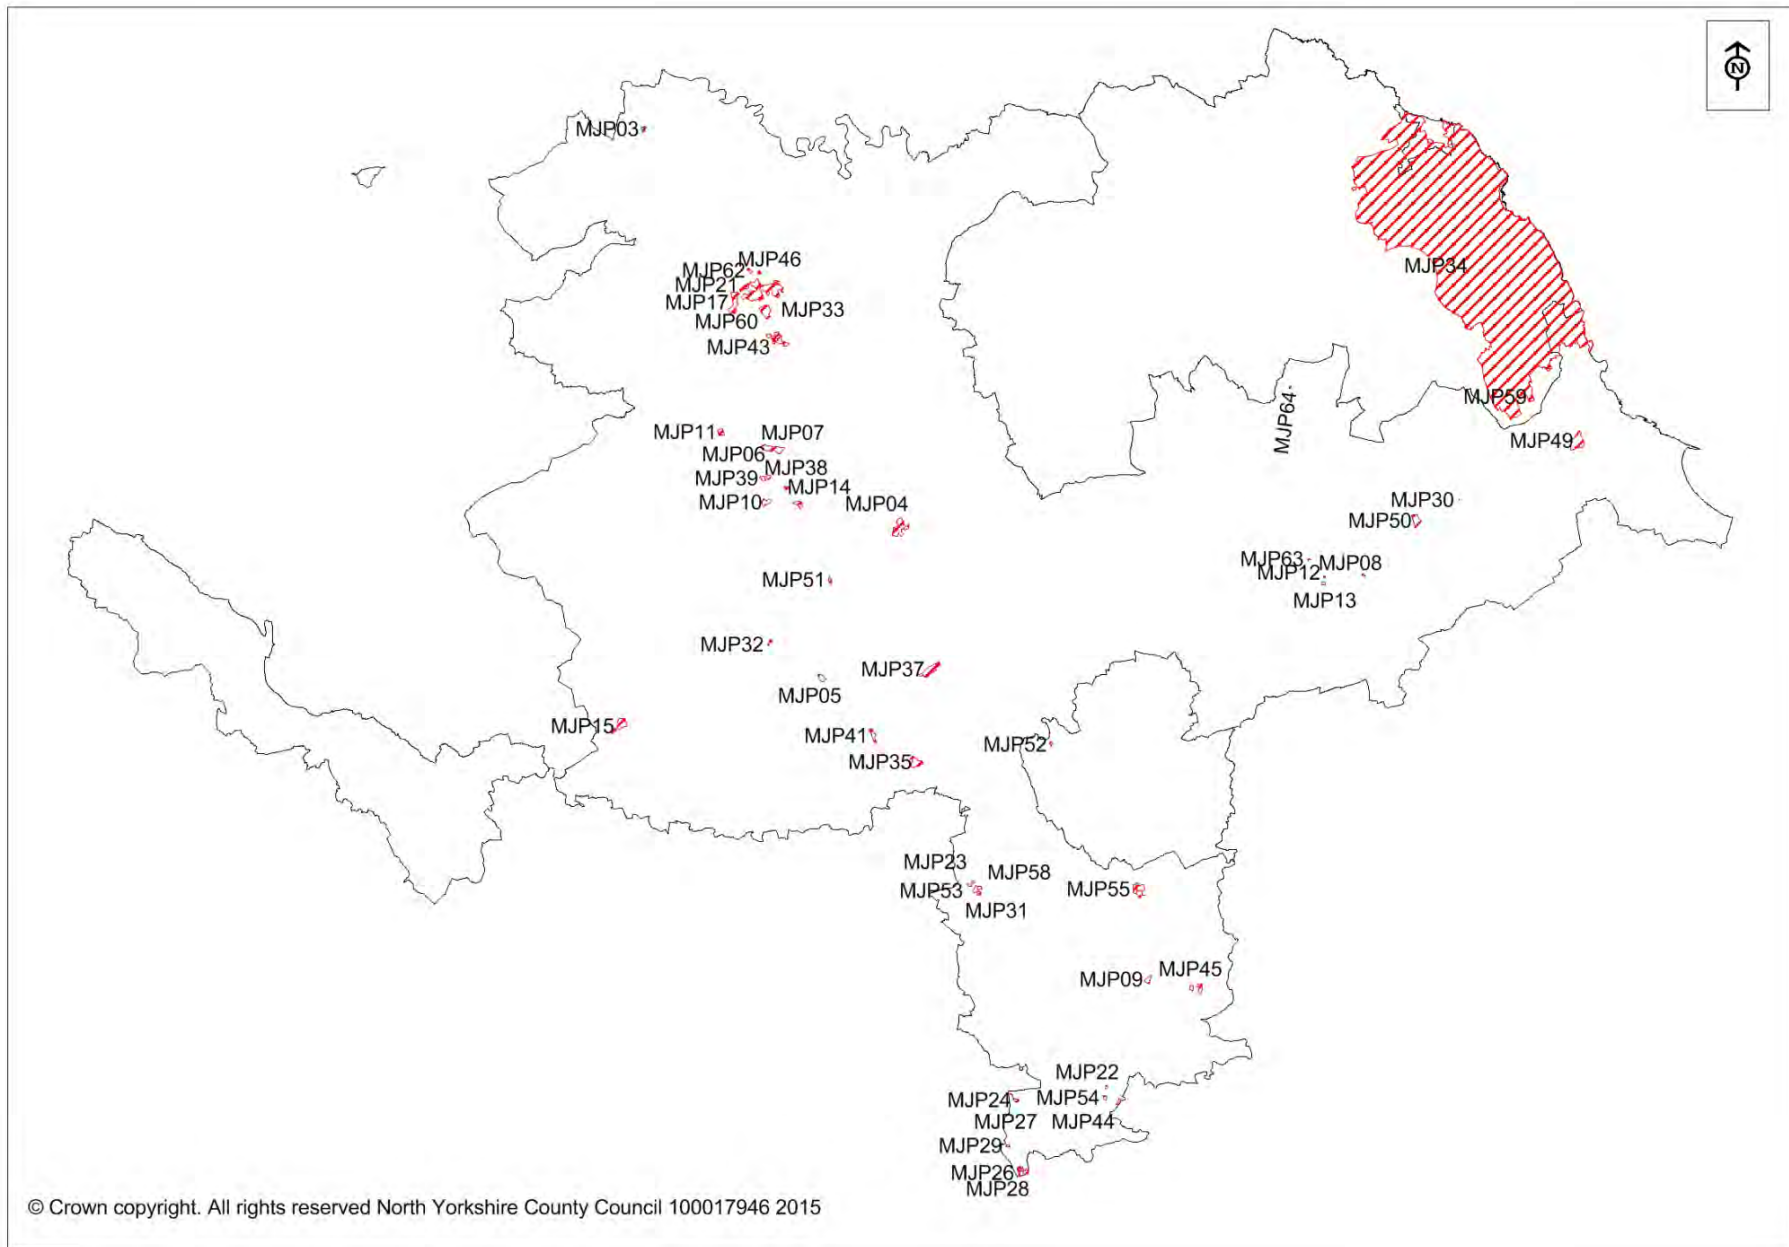 N
MJP03
MJP46
MJP62
MJP34
MJP21
MJP17
MJP33
MJP60
MJP43
MJP59
MJP64
MJP11
MJP07
MJP49
MJP06
MJP38
MJP39
MJP14
MJP10
MJP04
MJP30
MJP50
MJP63
MJP08
MJP12
MJP51
MJP13
MJP32
MJP37
MJP05
MJP15
MJP41
MJP52
MJP35
MJP23
MJP58
MJP53
MJP55
MJP31
MJP45
MJP09
MJP22
MJP24
MJP54
MJP27
MJP44
MJP29
MJP26
MJP28
© Crown copyright. All rights reserved North Yorkshire County Council 100017946 2015